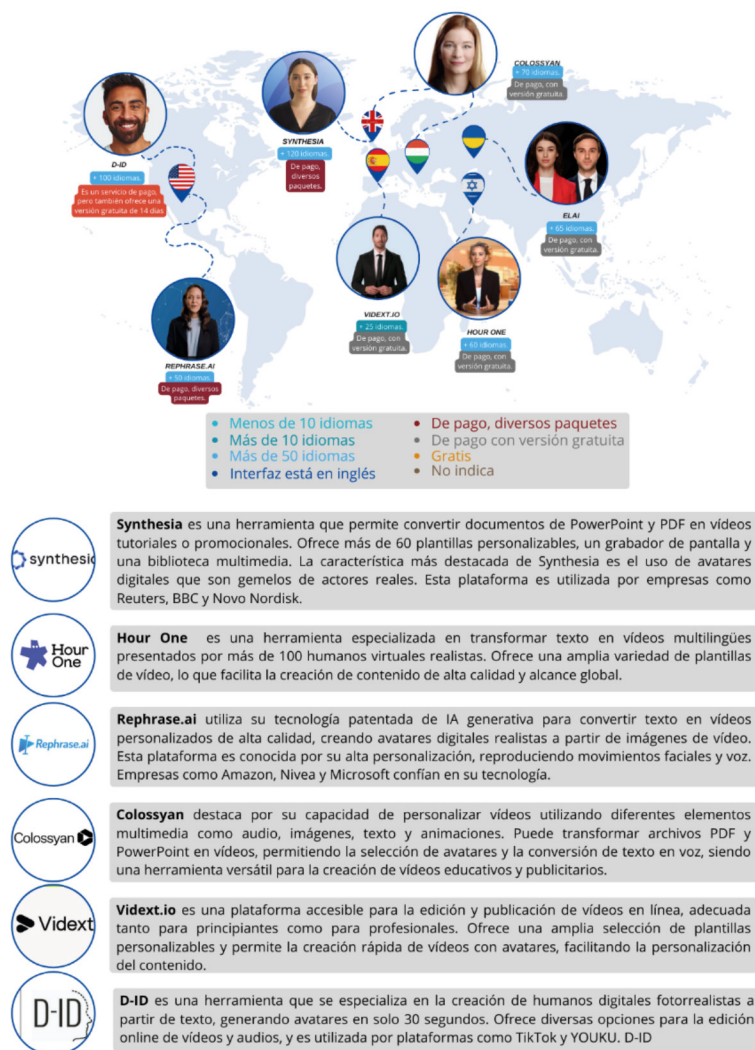 COLOSSYAN
+ 70 idiomas.
De pago, con
versión gratuita.
SYNTHESIA
+ 120 idiomas.
De pago,
diversos
paquetes.
D-ID
+ 100 idiomas.
Es un servicio de pago,
pero también ofrece una
versión gratuita de 14 días
ELAI
+ 65 idiomas.
De pago, con
versión gratuita.
VIDEXT.IO
+ 25 idiomas.
De pago, con
versión gratuita.
HOUR ONE
+ 60 idiomas.
De pago, con
versión gratuita.
REPHRASE.AI
+ 50 idiomas.
De pago, diversos
paquetes.
• Menos de 10 idiomas
• Más de 10 idiomas
• Más de 50 idiomas
• Interfaz está en inglés
• De pago, diversos paquetes
• De pago con versión gratuita
• Gratis
• No indica
synthesia
Synthesia es una herramienta que permite convertir documentos de PowerPoint y PDF en vídeos
tutoriales o promocionales. Ofrece más de 60 plantillas personalizables, un grabador de pantalla y
una biblioteca multimedia. La característica más destacada de Synthesia es el uso de avatares
digitales que son gemelos de actores reales. Esta plataforma es utilizada por empresas como
Reuters, BBC y Novo Nordisk.
Hour
One
Hour One es una herramienta especializada en transformar texto en vídeos multilingües
presentados por más de 100 humanos virtuales realistas. Ofrece una amplia variedad de plantillas
de vídeo, lo que facilita la creación de contenido de alta calidad y alcance global.
Rephrase.ai
Rephrase.ai utiliza su tecnología patentada de IA generativa para convertir texto en vídeos
personalizados de alta calidad, creando avatares digitales realistas a partir de imágenes de vídeo.
Esta plataforma es conocida por su alta personalización, reproduciendo movimientos faciales y voz.
Empresas como Amazon, Nivea y Microsoft confían en su tecnología.
Colossyan
Colossyan destaca por su capacidad de personalizar vídeos utilizando diferentes elementos
multimedia como audio, imágenes, texto y animaciones. Puede transformar archivos PDF y
PowerPoint en vídeos, permitiendo la selección de avatares y la conversión de texto en voz, siendo
una herramienta versátil para la creación de vídeos educativos y publicitarios.
Vidext
Vidext.io es una plataforma accesible para la edición y publicación de vídeos en línea, adecuada
tanto para principiantes como para profesionales. Ofrece una amplia selección de plantillas
personalizables y permite la creación rápida de vídeos con avatares, facilitando la personalización
del contenido.
D-ID
D-ID es una herramienta que se especializa en la creación de humanos digitales fotorrealistas a
partir de texto, generando avatares en solo 30 segundos. Ofrece diversas opciones para la edición
online de vídeos y audios, y es utilizada por plataformas como TikTok y YOUKU. D-ID